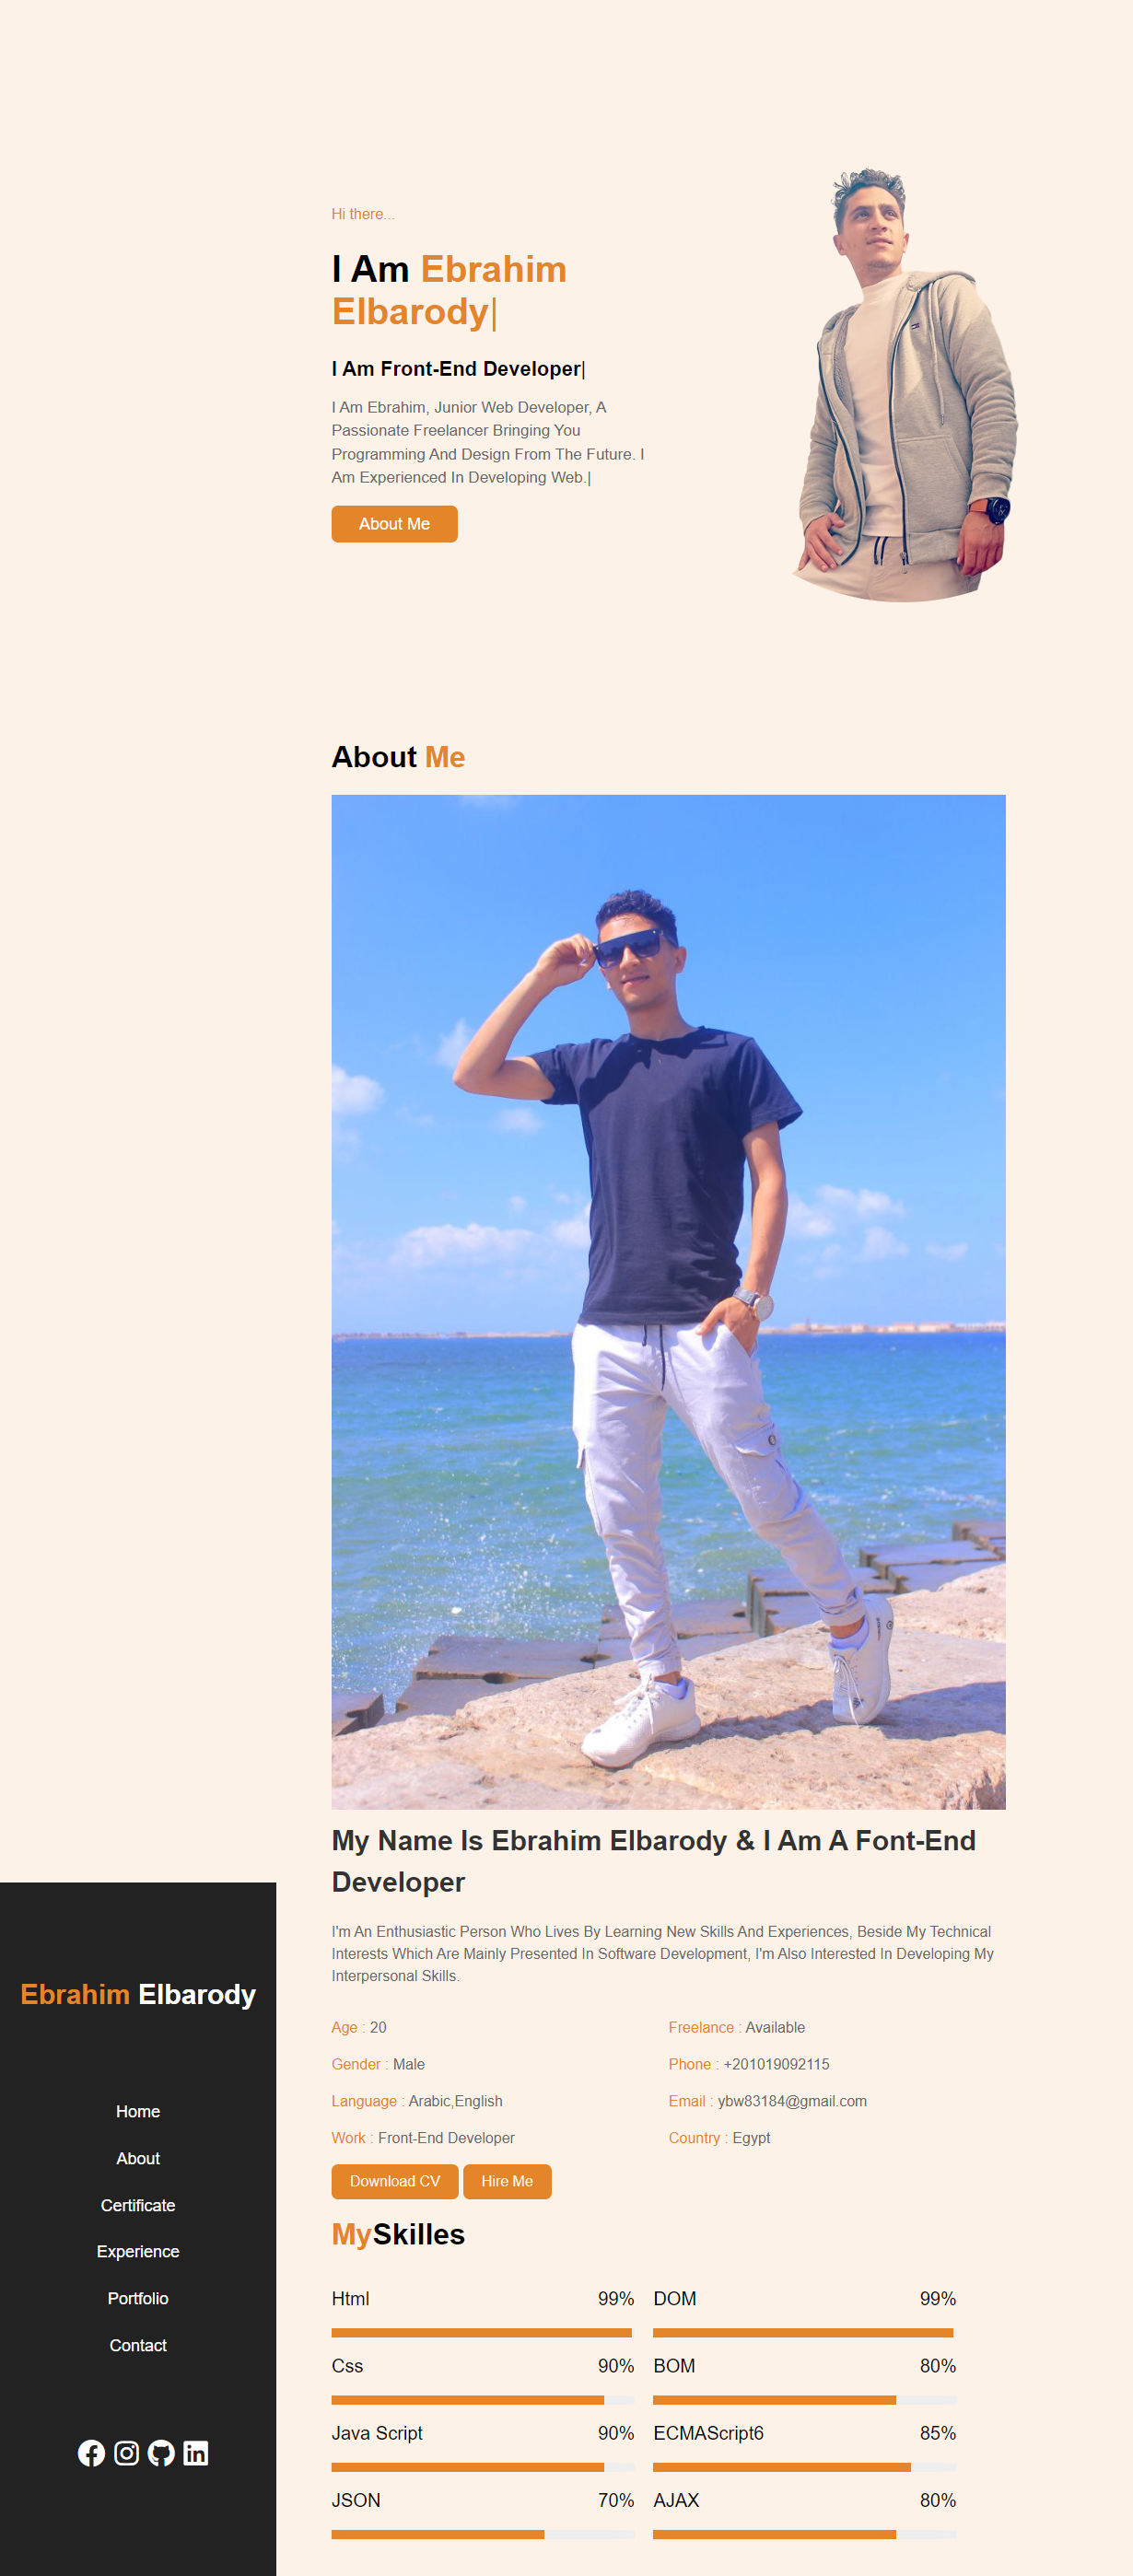 Hi there...
I Am Ebrahim
Elbarody|
I Am Front-End Developer|
I Am Ebrahim, Junior Web Developer, A
Passionate Freelancer Bringing You
Programming And Design From The Future. I
Am Experienced In Developing Web.|
About Me
About Me
My Name Is Ebrahim Elbarody & I Am A Font-End
Developer
I'm An Enthusiastic Person Who Lives By Learning New Skills And Experiences, Beside My Technical
Interests Which Are Mainly Presented In Software Development, I'm Also Interested In Developing My
Interpersonal Skills.
Age : 20
Freelance : Available
Gender : Male
Phone : +201019092115
Language : Arabic,English
Email : ybw83184@gmail.com
Work : Front-End Developer
Country : Egypt
Download CV
Hire Me
MySkilles
Html 99%
DOM 99%
Css 90%
BOM 80%
Java Script 90%
ECMAScript6 85%
JSON 70%
AJAX 80%
Ebrahim Elbarody
Home
About
Certificate
Experience
Portfolio
Contact